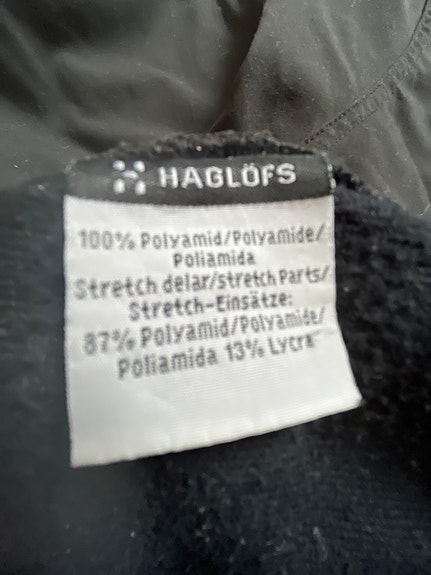 HAGLÖFS
100% Polyamid/Polyamide/
Poliamida
Stretch delar/stretch Parts/
Stretch-Einsätze:
87% Polyamid/Polyamide/
Poliamida 13% Lycra